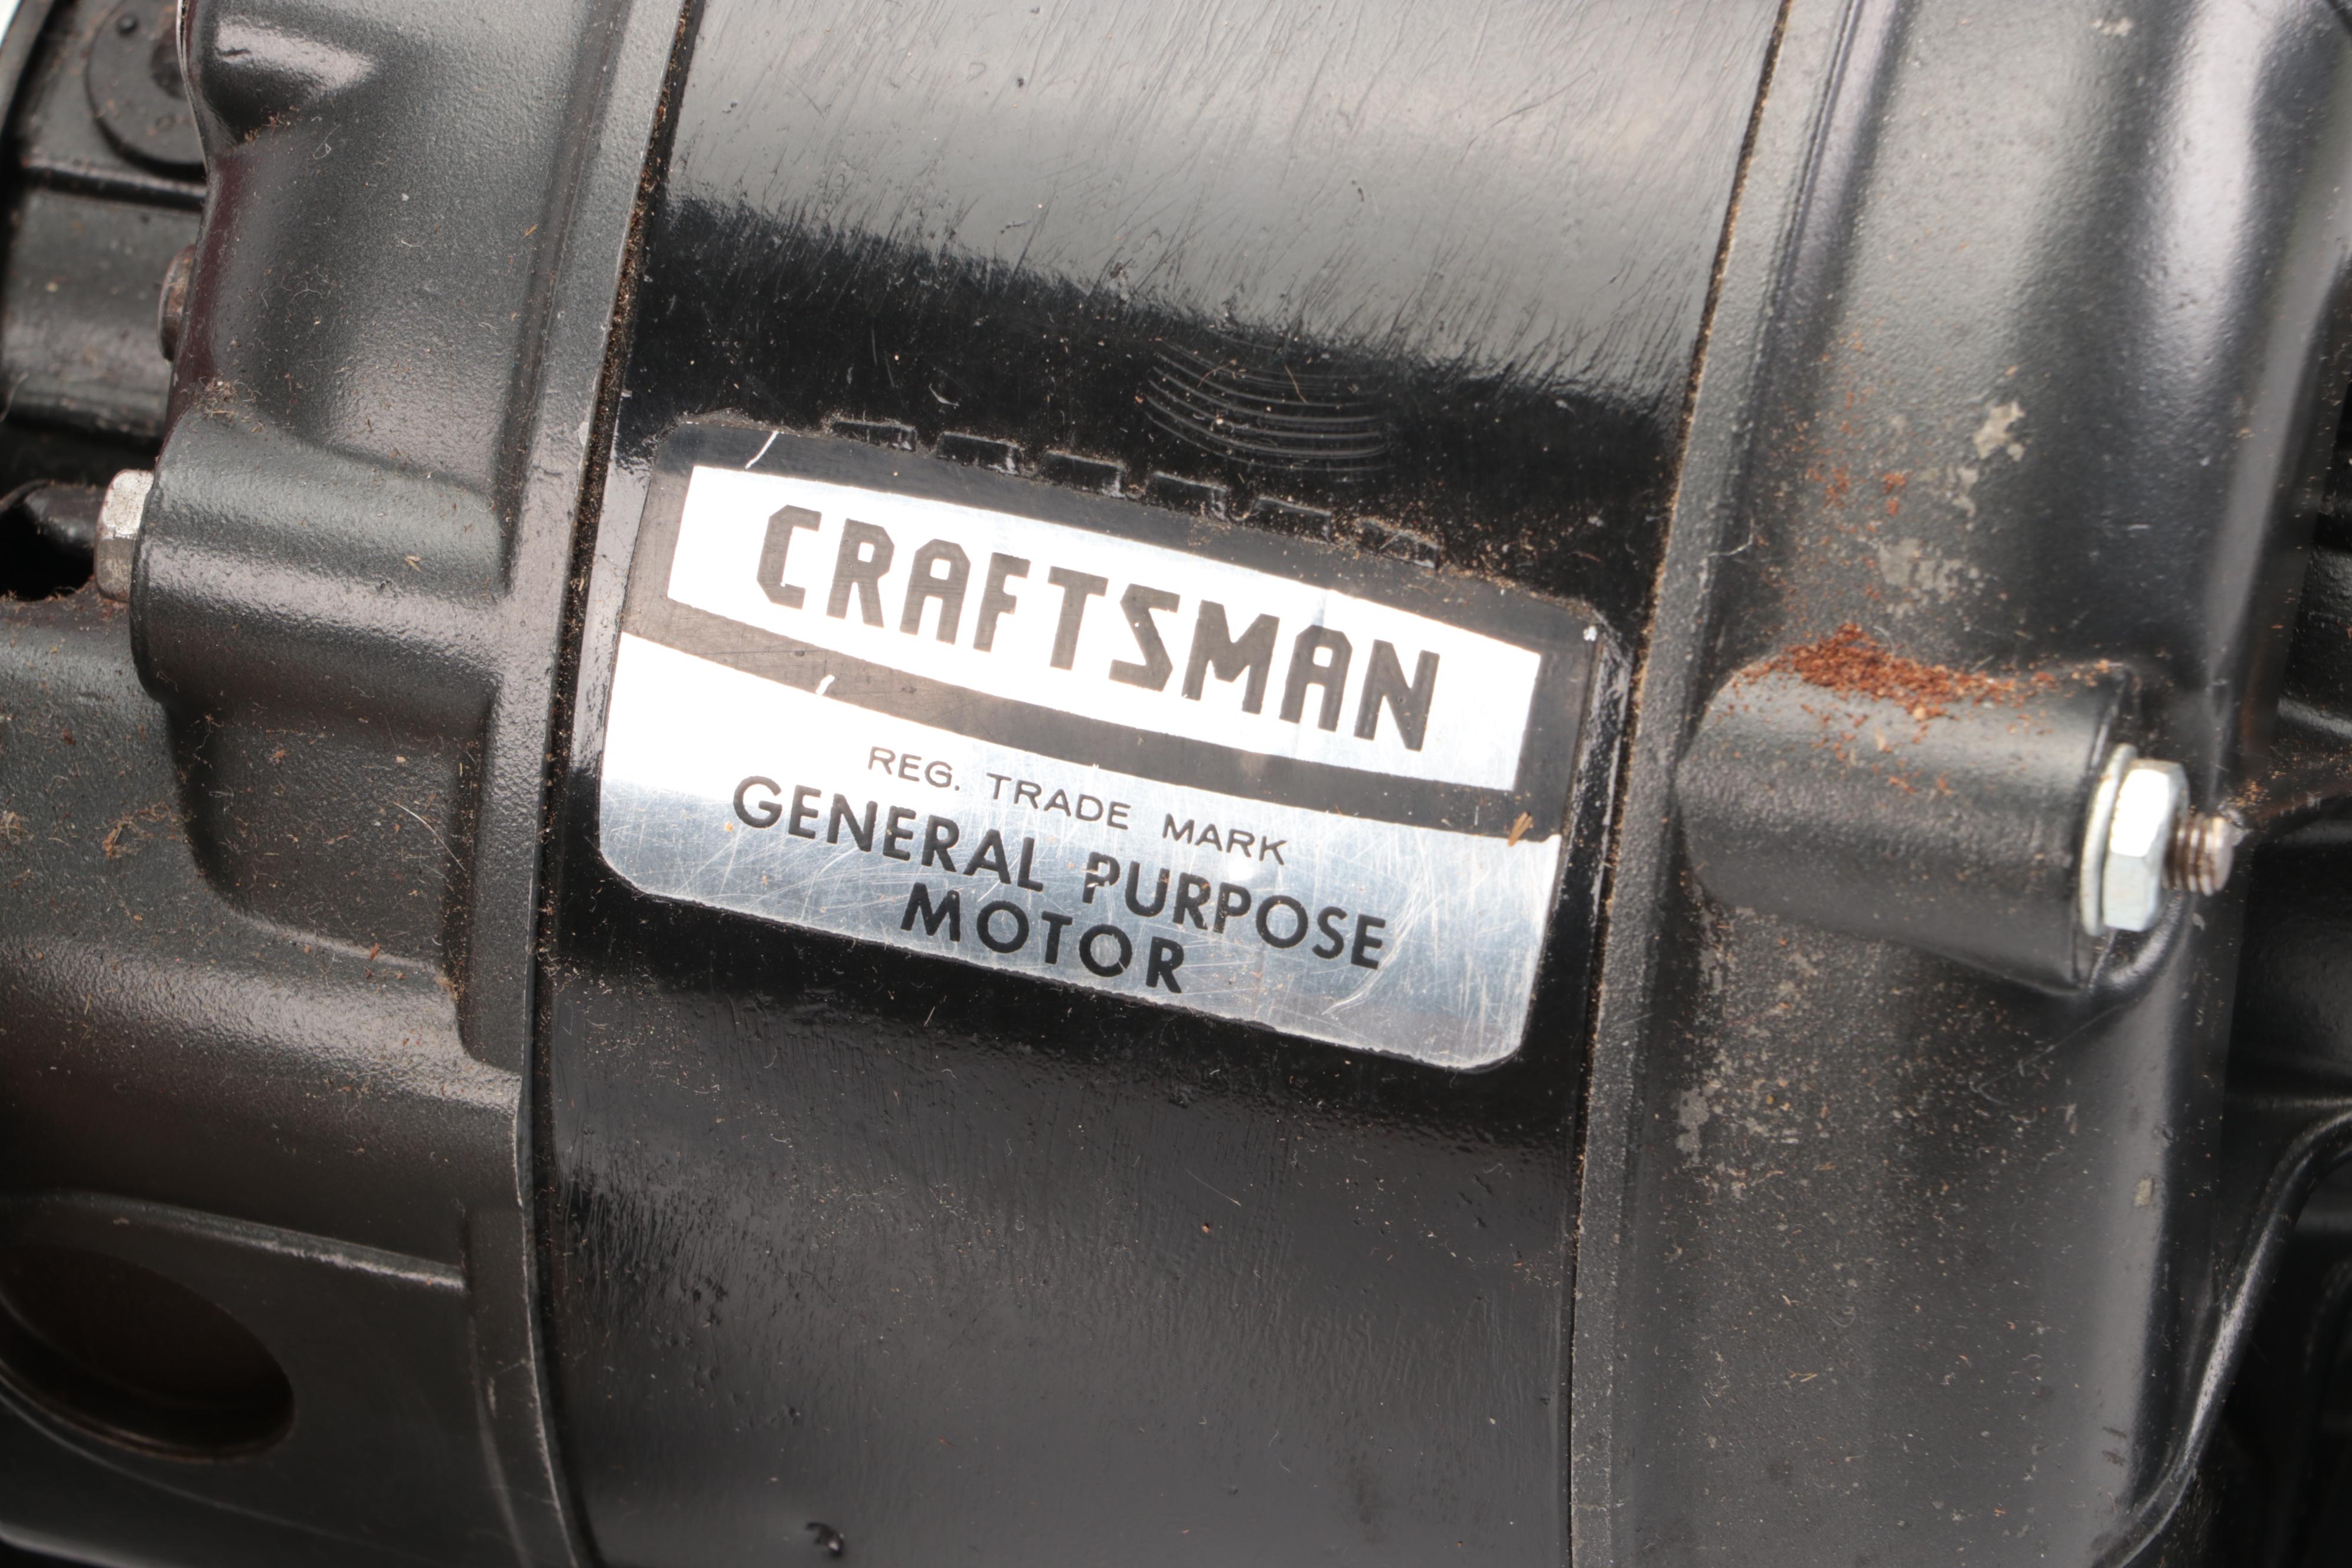 CRAFTSMAN
REG. TRADE MARK
GENERAL PURPOSE
MOTOR